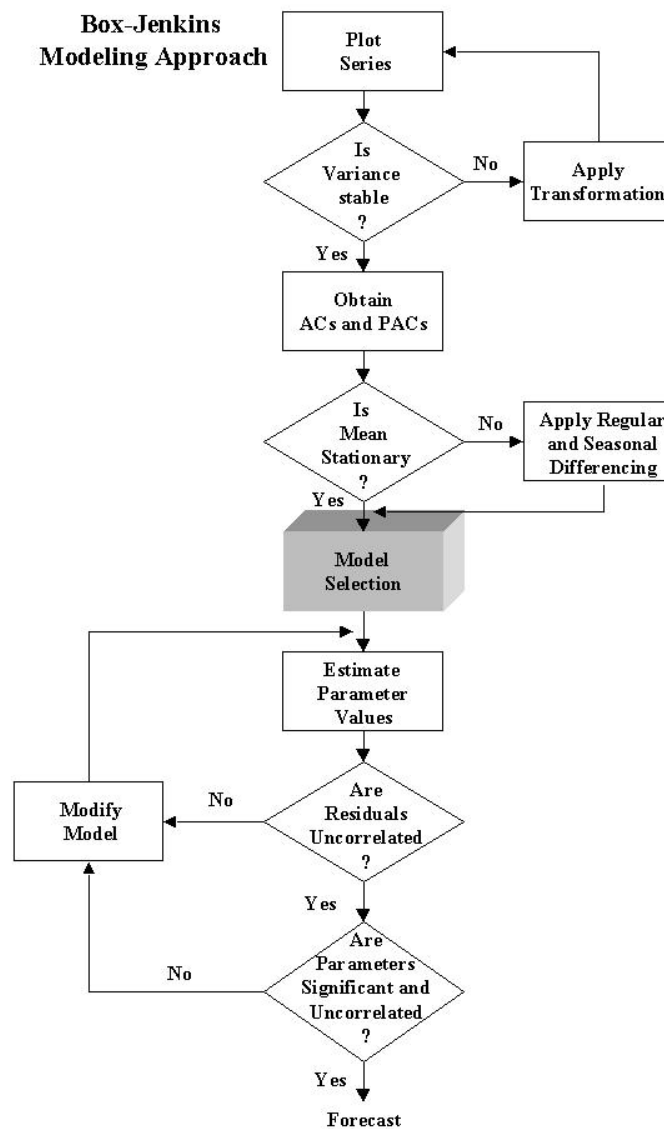 Box-Jenkins
Modeling Approach
Plot
Series
Is
Variance
stable
?
No
Apply
Transformation
Yes
Obtain
ACs and PACs
Is
Mean
Stationary
?
No
Apply Regular
and Seasonal
Differencing
Yes
Model
Selection
Estimate
Parameter
Values
Are
Residuals
Uncorrelated
?
No
Modify
Model
Yes
Are
Parameters
Significant and
Uncorrelated
?
No
Yes
Forecast